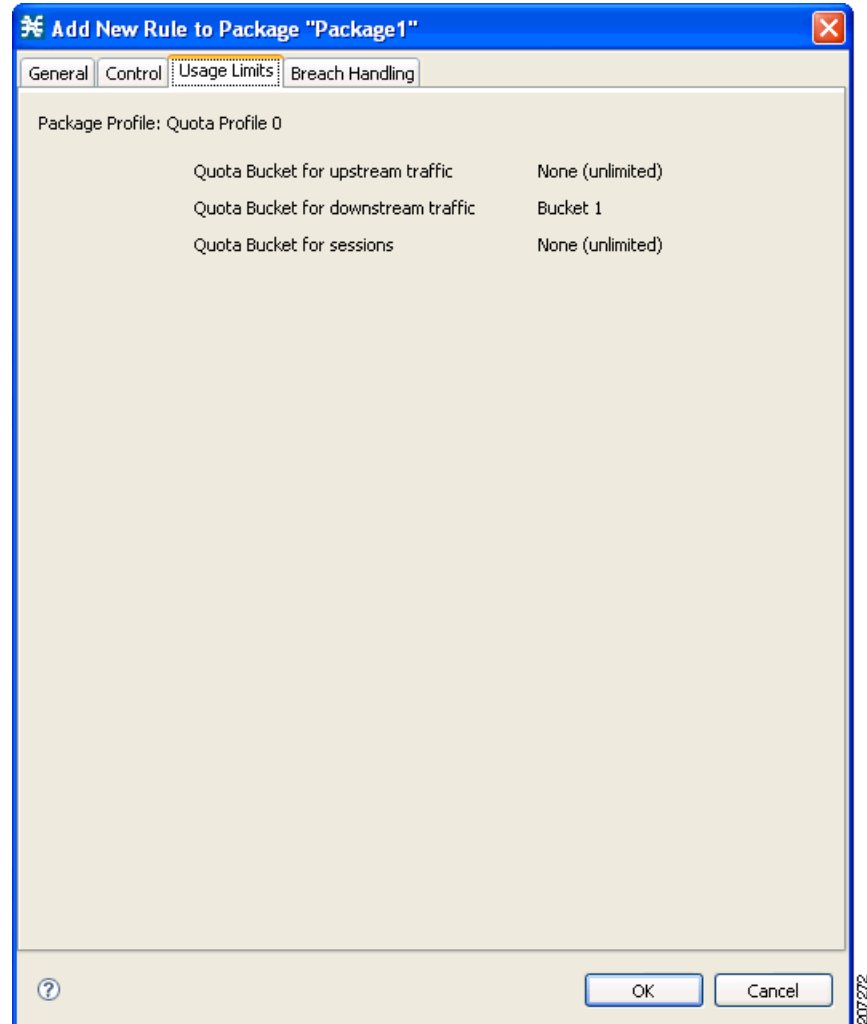 Add New Rule to Package "Package1"
General Control Usage Limits Breach Handling
Package Profile: Quota Profile 0
Quota Bucket for upstream traffic None (unlimited)
Quota Bucket for downstream traffic Bucket 1
Quota Bucket for sessions None (unlimited)
? OK Cancel
207272